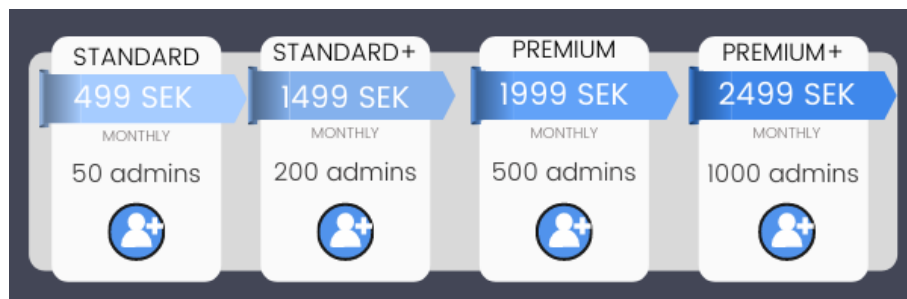 STANDARD
499 SEK
MONTHLY
50 admins
STANDARD+
1499 SEK
MONTHLY
200 admins
PREMIUM
1999 SEK
MONTHLY
500 admins
PREMIUM+
2499 SEK
MONTHLY
1000 admins